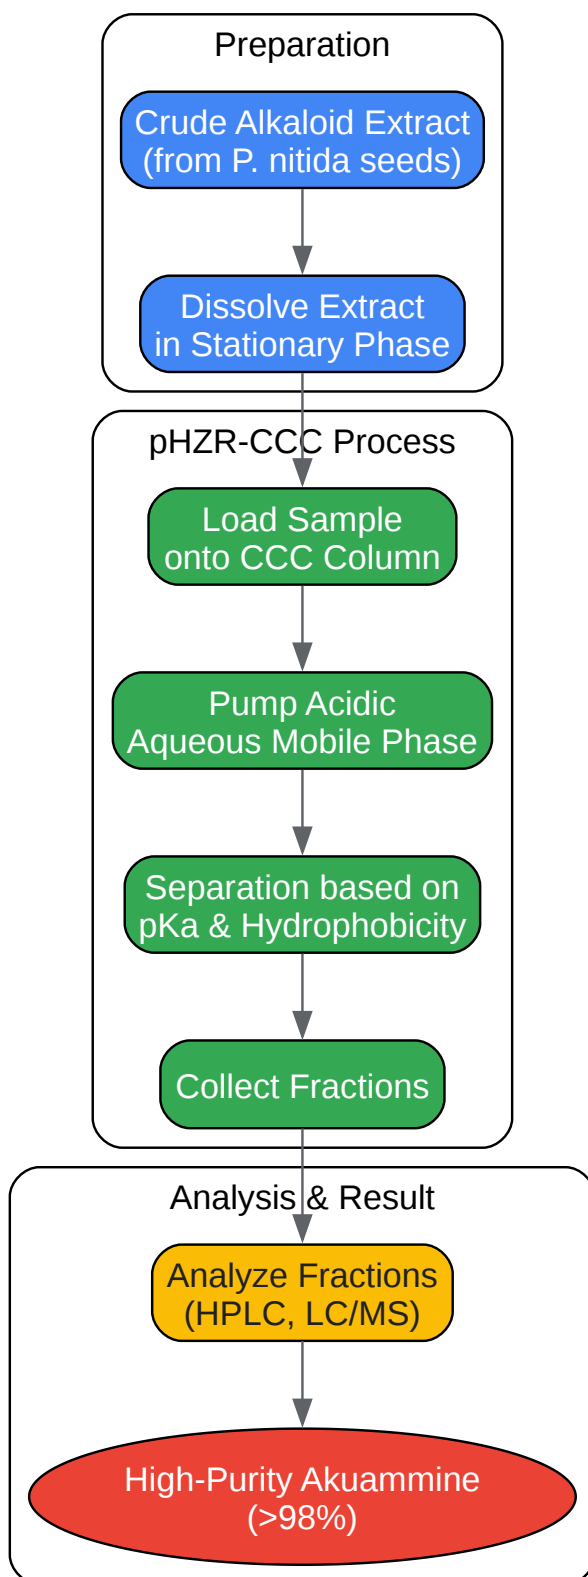 Preparation
Crude Alkaloid Extract
(from P. nitida seeds)
Dissolve Extract
in Stationary Phase
pHZR-CCC Process
Load Sample
onto CCC Column
Pump Acidic
Aqueous Mobile Phase
Separation based on
pKa & Hydrophobicity
Collect Fractions
Analysis & Result
Analyze Fractions
(HPLC, LC/MS)
High-Purity Akuammine
(>98%)